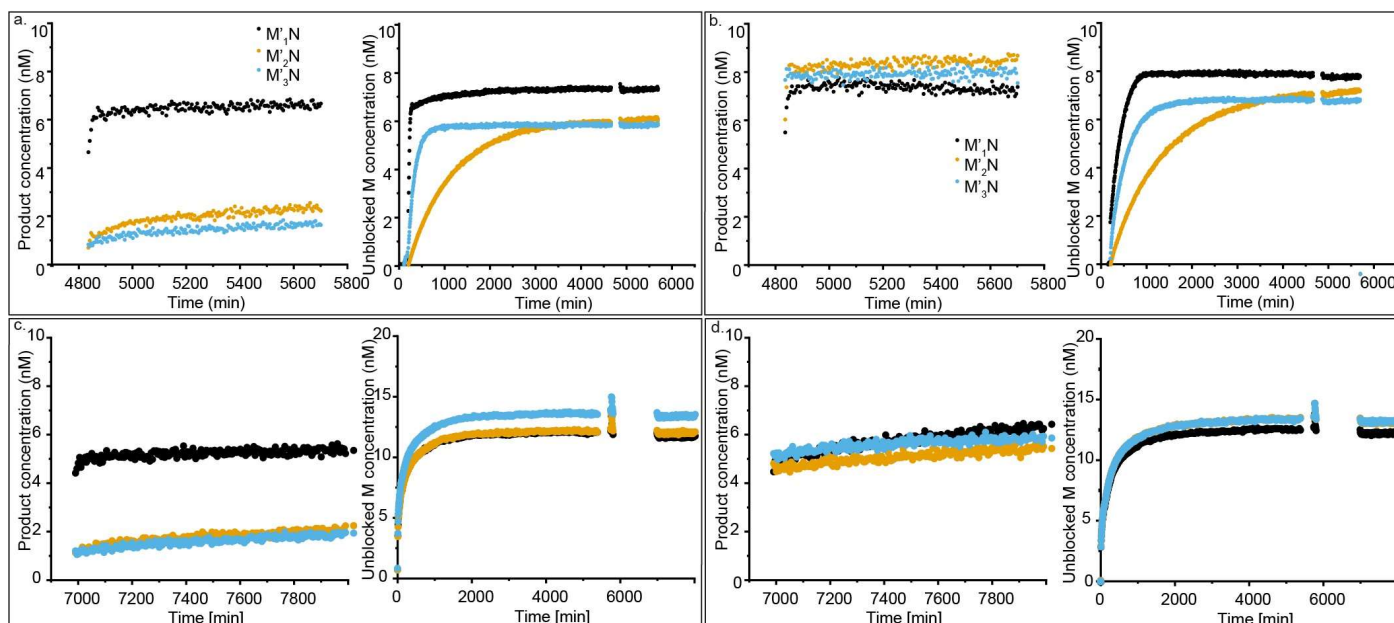 a.
Product concentration (nM)
10
8
6
4
2
0
M'1N
M'2N
M'3N
4800 5000 5200 5400 5600 5800
Time (min)
Unblocked M concentration (nM)
10
8
6
4
2
0
0 1000 2000 3000 4000 5000 6000
Time (min)
b.
Product concentration (nM)
10
8
6
4
2
0
M'1N
M'2N
M'3N
4800 5000 5200 5400 5600 5800
Time (min)
Unblocked M concentration (nM)
10
8
6
4
2
0
0 1000 2000 3000 4000 5000 6000
Time (min)
c.
Product concentration (nM)
10
8
6
4
2
0
7000 7200 7400 7600 7800
Time [min]
Unblocked M concentration (nM)
20
15
10
5
0
0 2000 4000 6000
Time [min]
d.
Product concentration (nM)
10
8
6
4
2
0
7000 7200 7400 7600 7800
Time [min]
Unblocked M concentration (nM)
20
15
10
5
0
0 2000 4000 6000
Time [min]